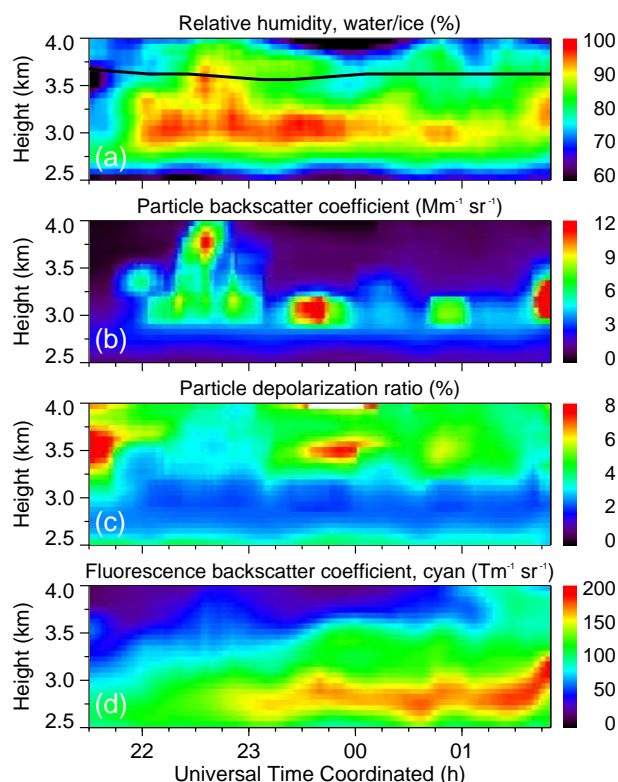 Relative humidity, water/ice (%)
4.0
3.5
3.0
2.5
Height (km)
(a)
100
90
80
70
60
Particle backscatter coefficient (Mm⁻¹ sr⁻¹)
4.0
3.5
3.0
2.5
Height (km)
(b)
12
9
6
3
0
Particle depolarization ratio (%)
4.0
3.5
3.0
2.5
Height (km)
(c)
8
6
4
2
0
Fluorescence backscatter coefficient, cyan (Tm⁻¹ sr⁻¹)
4.0
3.5
3.0
2.5
Height (km)
(d)
200
150
100
50
0
22 23 00 01
Universal Time Coordinated (h)